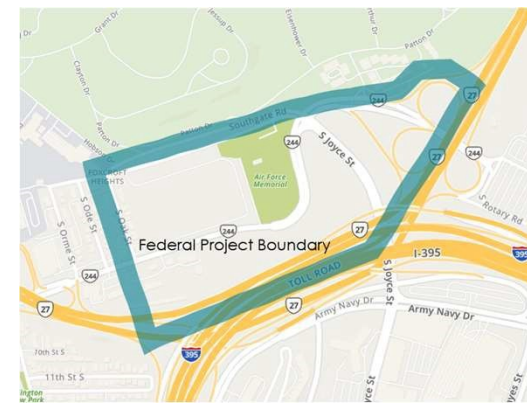 Grant Dr
Clayton Dr
Eisenhower Dr
Patton Dr
27
Patton Dr
Southgate Rd
244
27
Hobson Dr
244
S Joyce St
27
244
FOXCROFT
HEIGHTS
Air Force
Memorial
S Orme St
S Ode St
S Oak St
244
S Rotary Rd
Federal Project Boundary
27
I-395
395
244
TOLL ROAD
S Joyce St
27
27
Army Navy Dr
Army Navy Dr
395
10th St S
11th St S